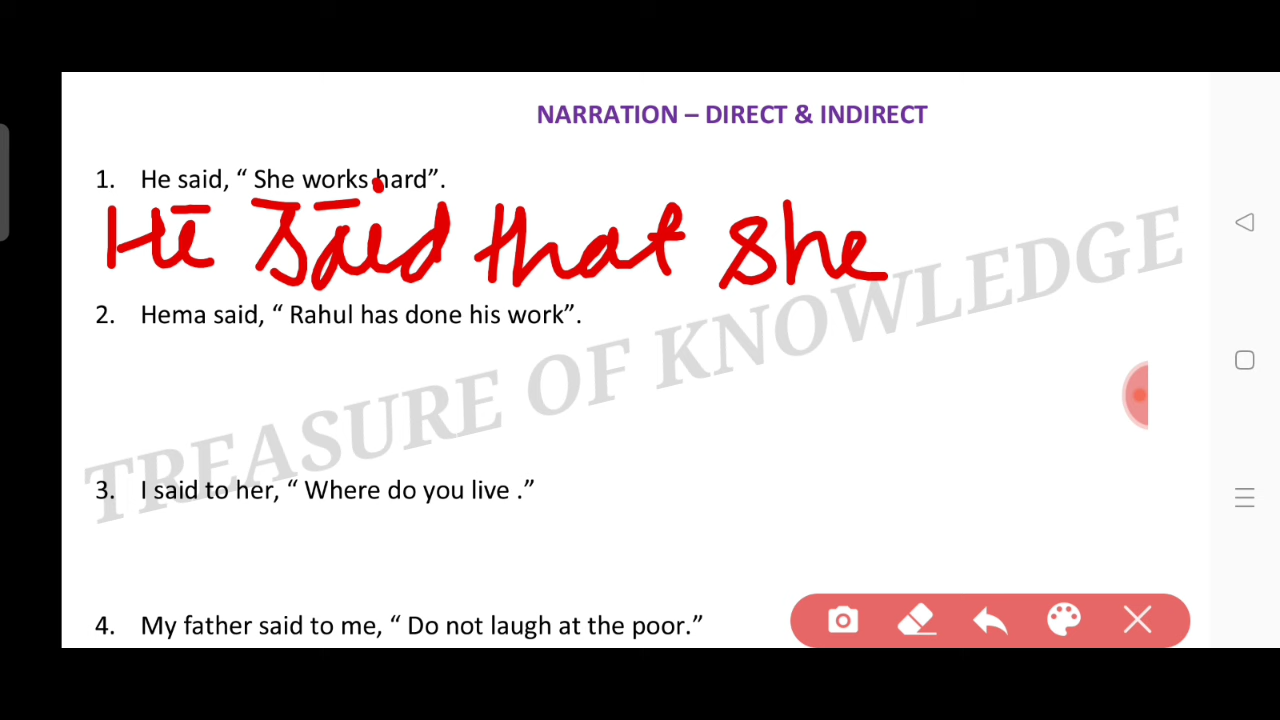 NARRATION – DIRECT & INDIRECT
1. He said, “ She works hard”.
He said that she
2. Hema said, “ Rahul has done his work”.
TREASURE OF KNOWLEDGE
3. I said to her, “ Where do you live .”
4. My father said to me, “ Do not laugh at the poor.”